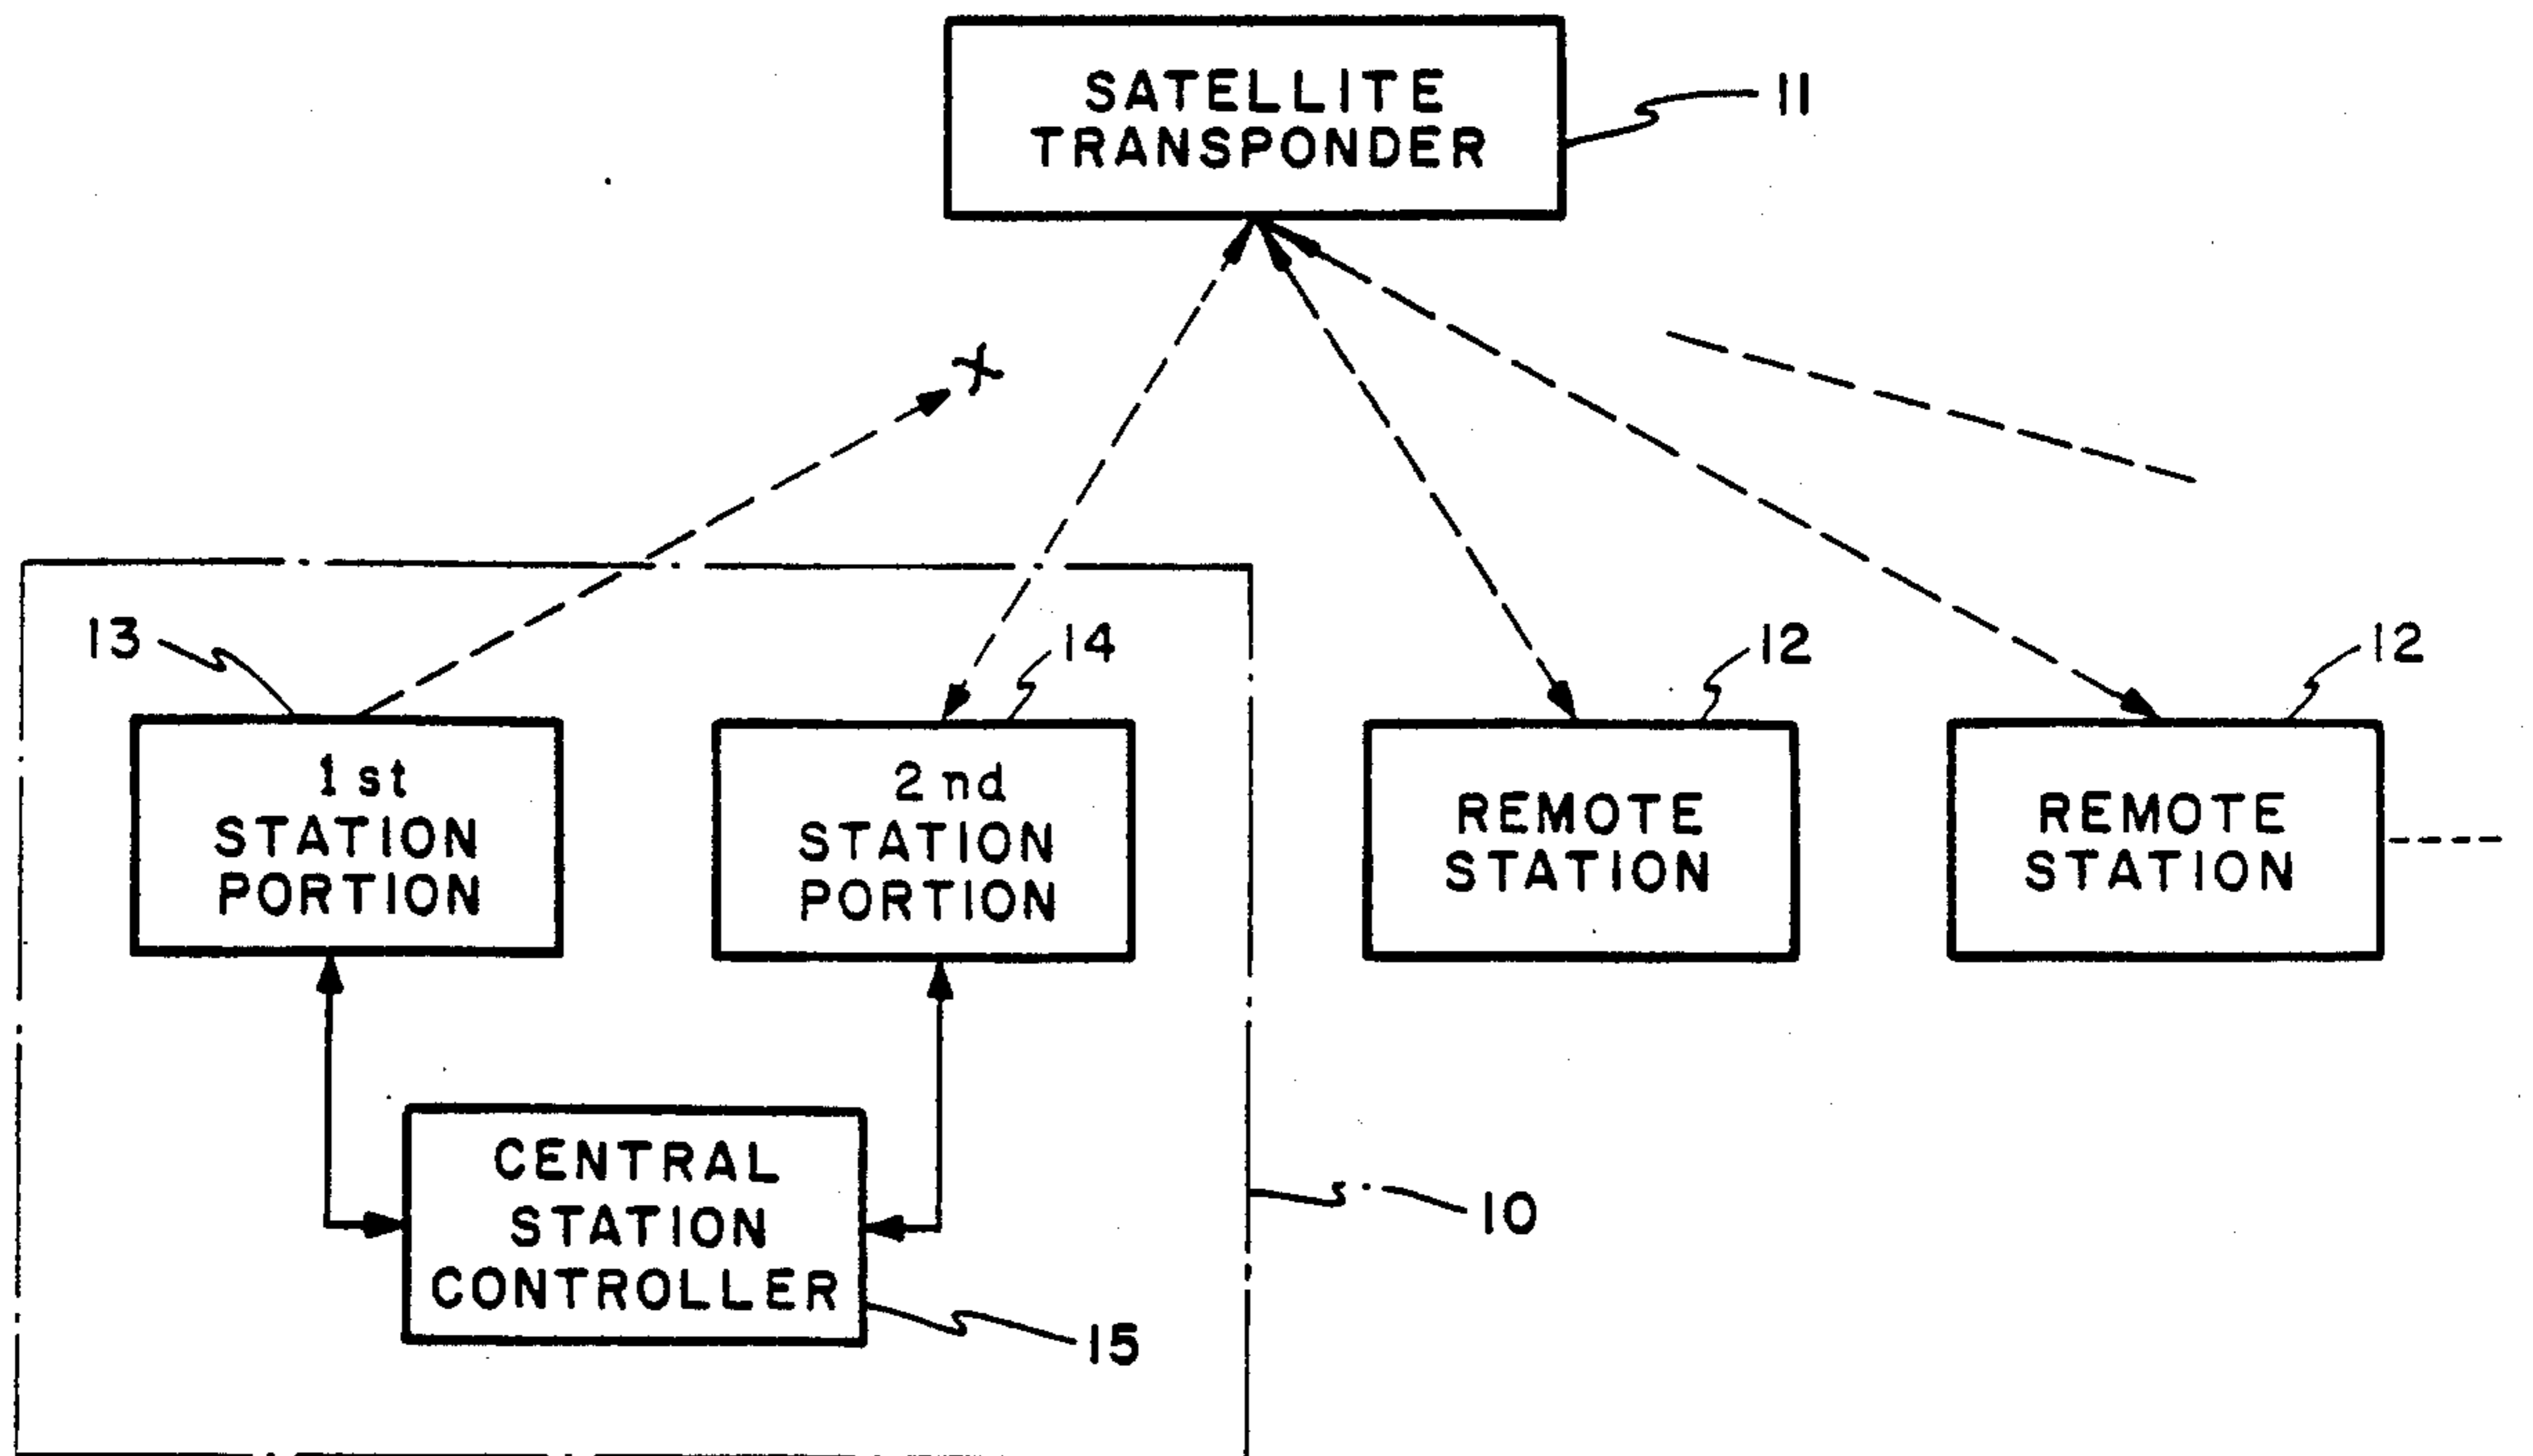 SATELLITE
TRANSPONDER
11
X
13
14
12
12
1st
STATION
PORTION
2nd
STATION
PORTION
REMOTE
STATION
REMOTE
STATION
CENTRAL
STATION
CONTROLLER
10
15